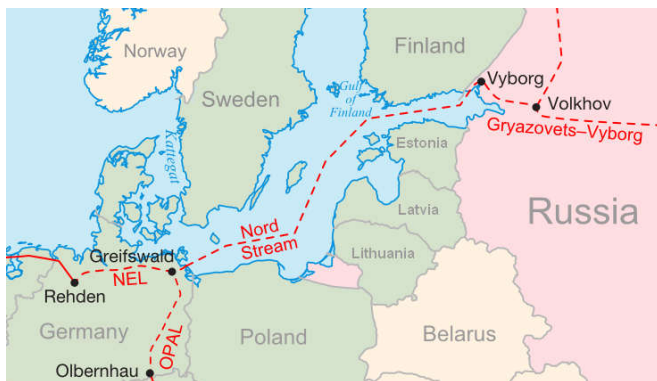 Norway
Finland
Vyborg
Sweden
Gulf
of
Finland
Volkhov
Gryazovets–Vyborg
Kattegat
Estonia
Latvia
Russia
Nord
Stream
Lithuania
Greifswald
NEL
Rehden
Germany
OPAL
Poland
Belarus
Olbernhau